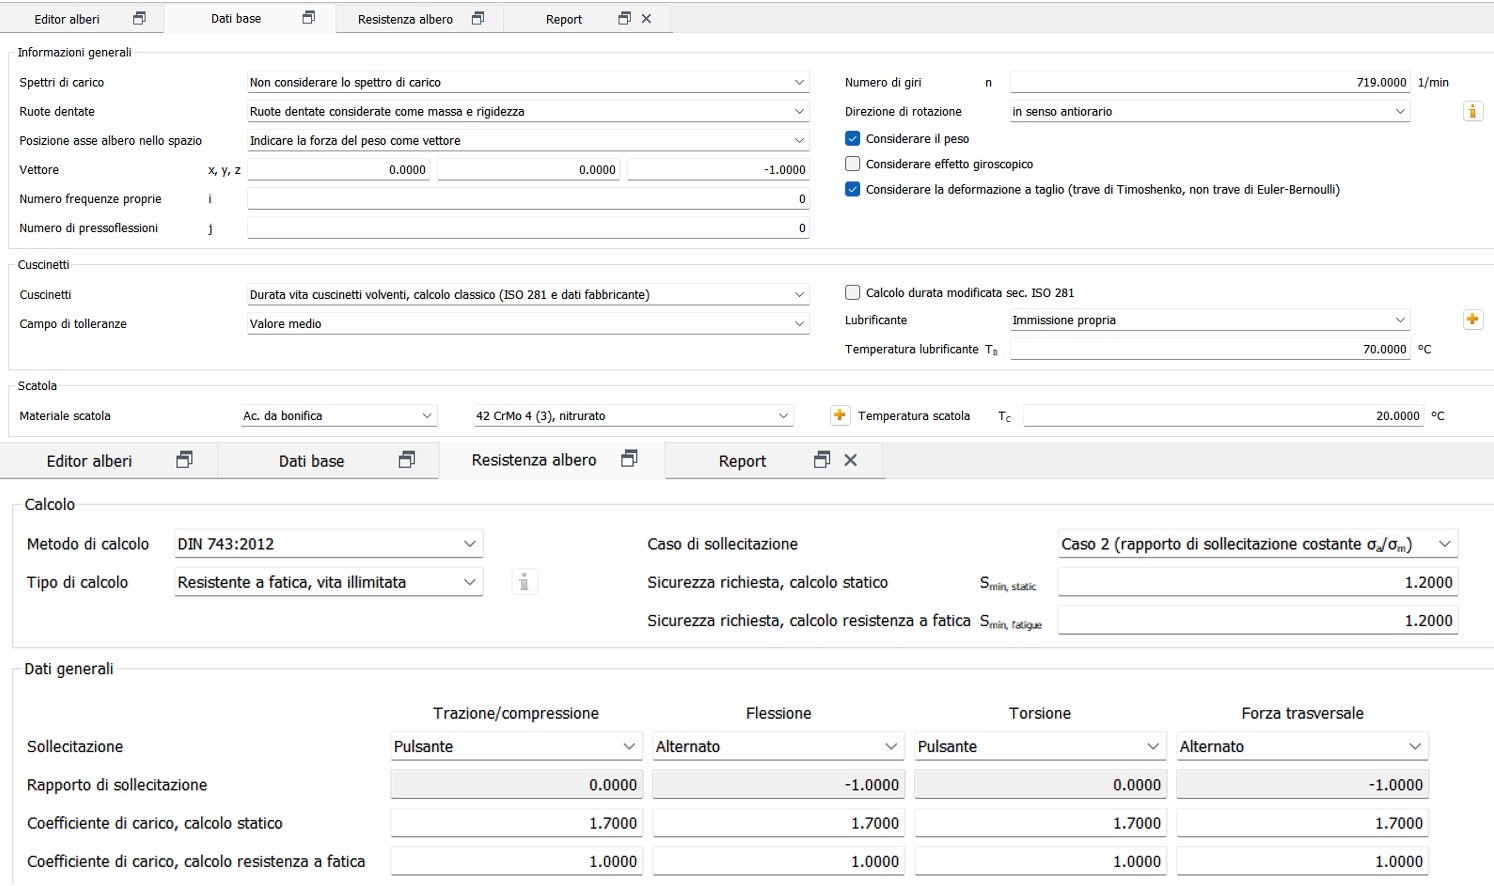 Editor alberi Dati base Resistenza albero Report
Informazioni generali
Spettri di carico Non considerare lo spettro di carico Numero di giri n 719.0000 1/min
Ruote dentate Ruote dentate considerate come massa e rigidezza Direzione di rotazione in senso antiorario
Posizione asse albero nello spazio Indicare la forza del peso come vettore Considerare il peso
Vettore x, y, z 0.0000 0.0000 -1.0000 Considerare effetto giroscopico
Numero frequenze proprie i 0 Considerare la deformazione a taglio (trave di Timoshenko, non trave di Euler-Bernoulli)
Numero di pressoflessioni j 0
Cuscinetti
Cuscinetti Durata vita cuscinetti volventi, calcolo classico (ISO 281 e dati fabbricante) Calcolo durata modificata sec. ISO 281
Campo di tolleranze Valore medio Lubrificante Immissione propria
Temperatura lubrificante TB 70.0000 °C
Scatola
Materiale scatola Ac. da bonifica 42 CrMo 4 (3), nitrurato Temperatura scatola TC 20.0000 °C
Editor alberi Dati base Resistenza albero Report
Calcolo
Metodo di calcolo DIN 743:2012 Caso di sollecitazione Caso 2 (rapporto di sollecitazione costante σa/σm)
Tipo di calcolo Resistente a fatica, vita illimitata Sicurezza richiesta, calcolo statico Smin, static 1.2000
Sicurezza richiesta, calcolo resistenza a fatica Smin, fatigue 1.2000
Dati generali
Trazione/compressione Flessione Torsione Forza trasversale
Sollecitazione Pulsante Alternato Pulsante Alternato
Rapporto di sollecitazione 0.0000 -1.0000 0.0000 -1.0000
Coefficiente di carico, calcolo statico 1.7000 1.7000 1.7000 1.7000
Coefficiente di carico, calcolo resistenza a fatica 1.0000 1.0000 1.0000 1.0000